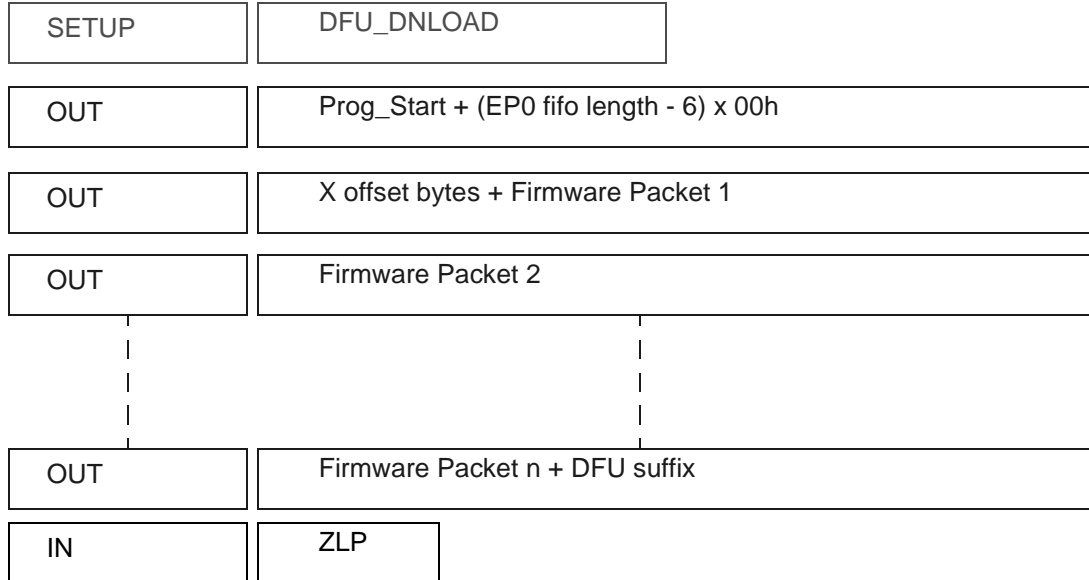 SETUP DFU_DNLOAD
OUT Prog_Start + (EP0 fifo length - 6) x 00h
OUT X offset bytes + Firmware Packet 1
OUT Firmware Packet 2
OUT Firmware Packet n + DFU suffix
IN ZLP